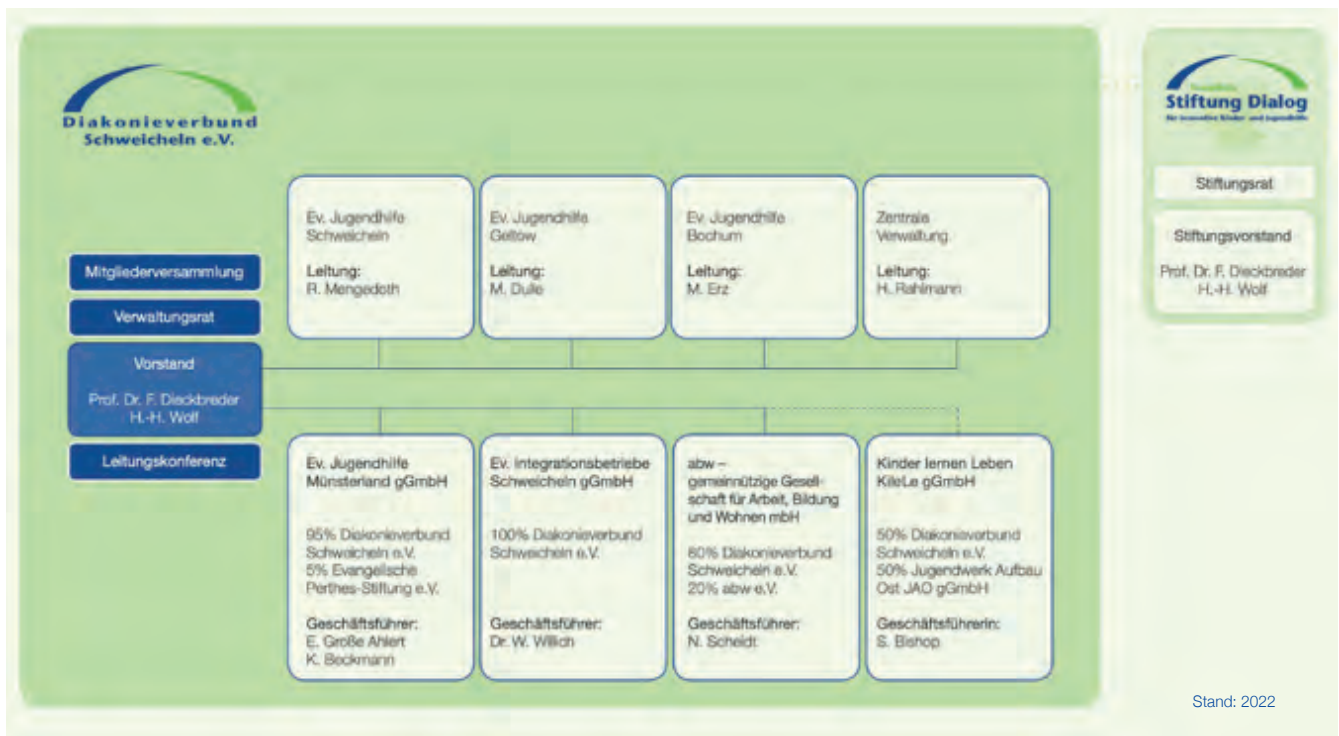 Diakonieverbund
Schweicheln e.V.
Mitgliederversammlung
Verwaltungsrat
Vorstand
Prof. Dr. F. Dieckbreder
H.-H. Wolf
Leitungskonferenz
Ev. Jugendhilfe
Schweicheln
Leitung:
R. Mengedoth
Ev. Jugendhilfe
Geltow
Leitung:
M. Dulle
Ev. Jugendhilfe
Bochum
Leitung:
M. Erz
Zentrale
Verwaltung
Leitung:
H. Rahlmann
Ev. Jugendhilfe
Münsterland gGmbH
95% Diakonieverbund
Schweicheln e.V.
5% Evangelische
Perthes-Stiftung e.V.
Geschäftsführer:
E. Große Ahlert
K. Beckmann
Ev. Integrationsbetriebe
Schweicheln gGmbH
100% Diakonieverbund
Schweicheln e.V.
Geschäftsführer:
Dr. W. Willich
abw –
gemeinnützige Gesell-
schaft für Arbeit, Bildung
und Wohnen mbH
80% Diakonieverbund
Schweicheln e.V.
20% abw e.V.
Geschäftsführer:
N. Scheidt
Kinder lernen Leben
KileLe gGmbH
50% Diakonieverbund
Schweicheln e.V.
50% Jugendwerk Aufbau
Ost JAO gGmbH
Geschäftsführerin:
S. Bishop
Stiftung Dialog
für innovative Kinder- und Jugendhilfe
Stiftungsrat
Stiftungsvorstand
Prof. Dr. F. Dieckbreder
H.-H. Wolf
Stand: 2022